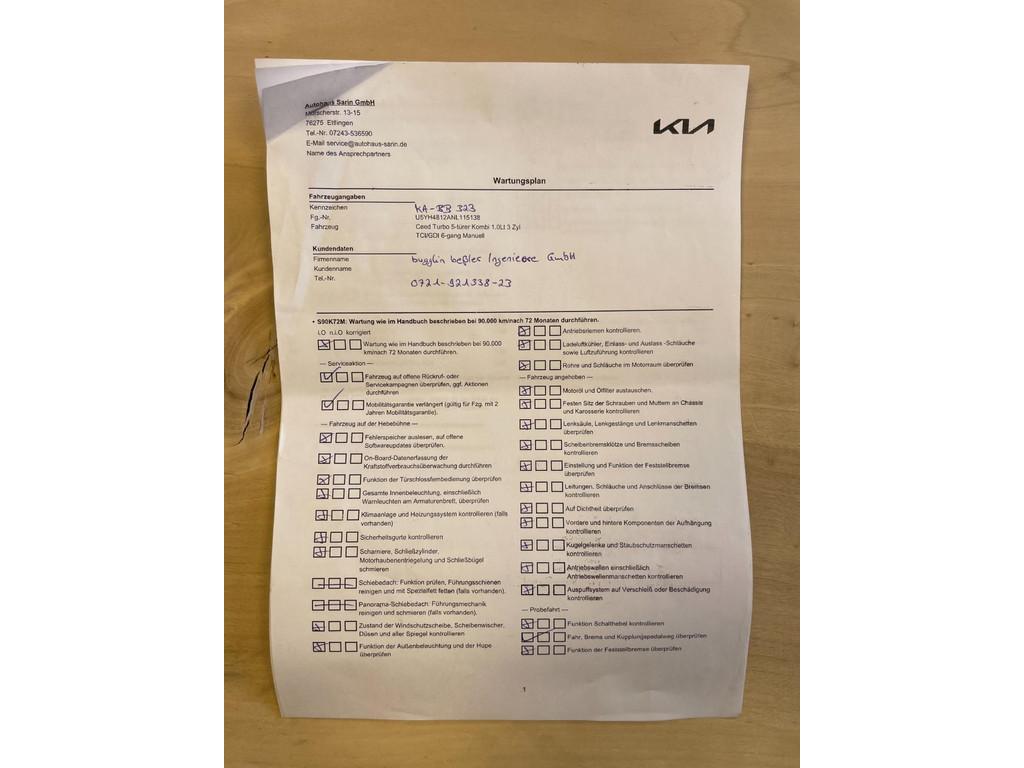 Autohaus Sarin GmbH
76275 Ettlingen
Tel.-Nr. 07243-536590
E-Mail service@autohaus-sarin.de
Name des Ansprechpartners
KIA
Wartungsplan
Fahrzeugangaben
Kennzeichen KA-BB 323
Fg.-Nr. U5YH4812ANL115138
Fahrzeug Ceed Turbo 5-türer Kombi 1.0Lt 3 Zyl
TCI/GDI 6-gang Manuell
Kundendaten
Firmenname Ingenieure GmbH
Kundenname
Tel.-Nr. 0721-921338-23
• S90K72M: Wartung wie im Handbuch beschrieben bei 90.000 km/nach 72 Monaten durchführen.
i.O n.i.O korrigiert
Wartung wie im Handbuch beschrieben bei 90.000
km/nach 72 Monaten durchführen.
— Serviceaktion —
Fahrzeug auf offene Rückruf- oder
Servicekampagnen überprüfen, ggf. Aktionen
durchführen
Mobilitätsgarantie verlängert (gültig für Fzg. mit 2
Jahren Mobilitätsgarantie).
— Fahrzeug auf der Hebebühne —
Fehlerspeicher auslesen, auf offene
Softwareupdates überprüfen.
On-Board-Datenerfassung der
Kraftstoffverbrauchsüberwachung durchführen
Funktion der Türschlossfernbedienung überprüfen
Gesamte Innenbeleuchtung, einschließlich
Warnleuchten am Armaturenbrett, überprüfen
Klimaanlage und Heizungssystem kontrollieren (falls
vorhanden)
Sicherheitsgurte kontrollieren
Scharniere, Schließzylinder,
Motorhaubenentriegelung und Schließbügel
schmieren
Schiebedach: Funktion prüfen, Führungsschienen
reinigen und mit Spezialfett fetten (falls vorhanden).
Panorama-Schiebedach: Führungsmechanik
reinigen und schmieren (falls vorhanden).
Zustand der Windschutzscheibe, Scheibenwischer,
Düsen und aller Spiegel kontrollieren
Funktion der Außenbeleuchtung und der Hupe
überprüfen
Antriebsriemen kontrollieren.
Ladeluftkühler, Einlass- und Auslass -Schläuche
sowie Luftzuführung kontrollieren
Rohre und Schläuche im Motorraum überprüfen
— Fahrzeug angehoben —
Motoröl und Ölfilter austauschen.
Festen Sitz der Schrauben und Muttern an Chassis
und Karosserie kontrollieren
Lenksäule, Lenkgestänge und Lenkmanschetten
überprüfen
Scheibenbremsklötze und Bremsscheiben
kontrollieren
Einstellung und Funktion der Feststellbremse
überprüfen
Leitungen, Schläuche und Anschlüsse der Bremsen
kontrollieren
Auf Dichtheit überprüfen
Vordere und hintere Komponenten der Aufhängung
kontrollieren
Kugelgelenke und Staubschutzmanschetten
kontrollieren
Antriebswellen einschließlich
Antriebswellenmanschetten kontrollieren
Auspuffsystem auf Verschleiß oder Beschädigung
kontrollieren
— Probefahrt —
Funktion Schalthebel kontrollieren
Fahr, Brems und Kupplungspedalweg überprüfen
Funktion der Feststellbremse überprüfen
1